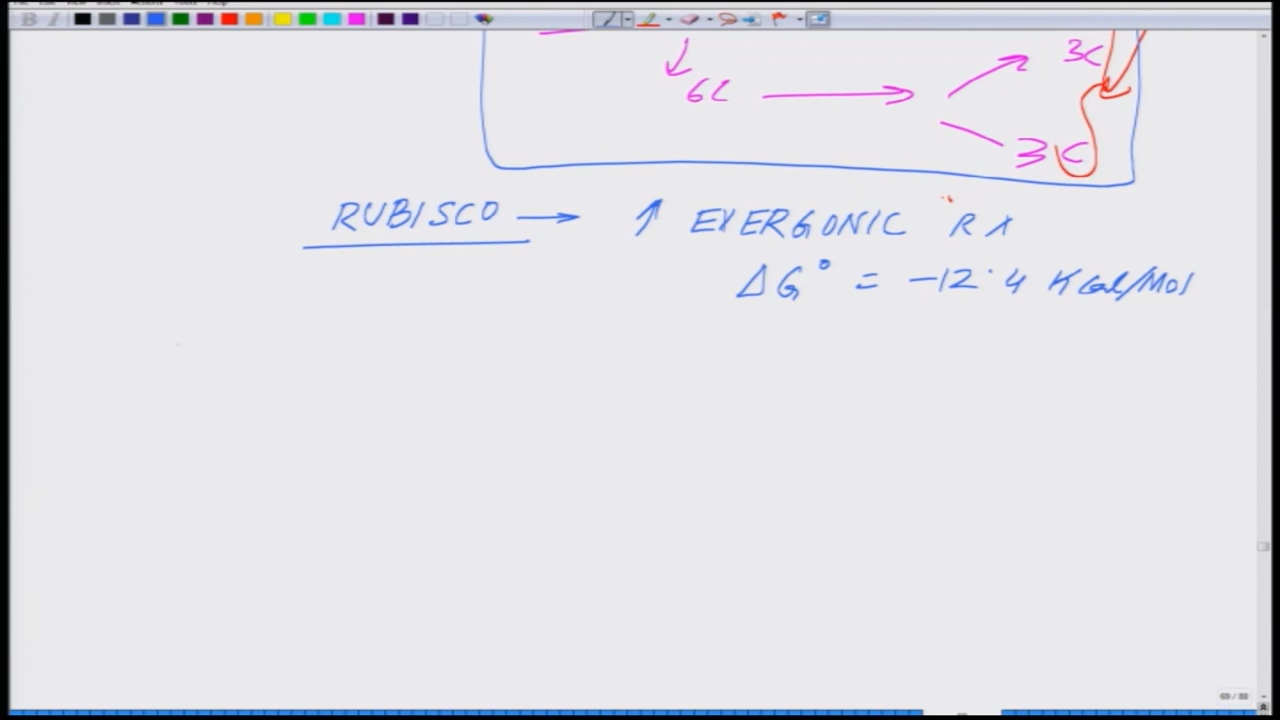 3C
6C
3C
RUBISCO → ↑ EXERGONIC RX
ΔG° = -12.4 KCal/Mol